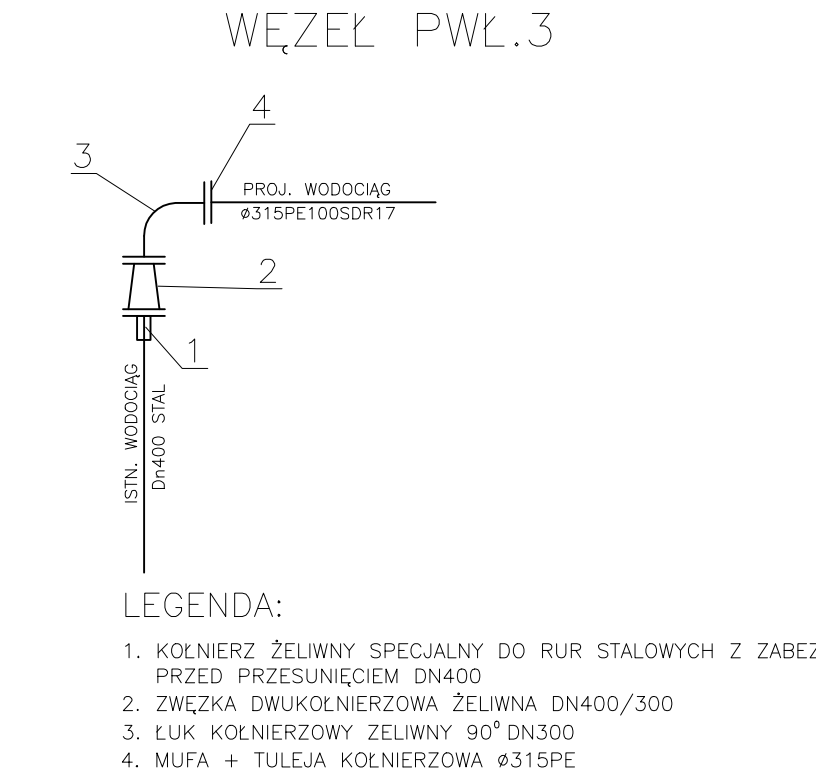 WĘZEŁ PWŁ.3
4
3
PROJ. WODOCIĄG
ø315PE100SDR17
2
1
ISTN. WODOCIĄG
Dn400 STAL
LEGENDA:
1. KOŁNIERZ ŻELIWNY SPECJALNY DO RUR STALOWYCH Z
PRZED PRZESUNIĘCIEM DN400
2. ZWĘZKA DWUKOŁNIERZOWA ŻELIWNA DN400/300
3. ŁUK KOŁNIERZOWY ZELIWNY 90⁰ DN300
4. MUFA + TULEJA KOŁNIERZOWA ø315PE